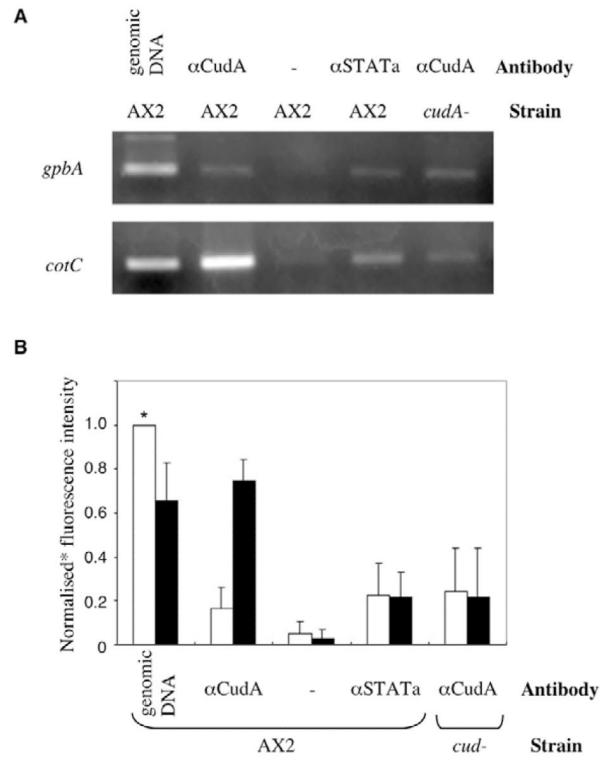 A
genomic
DNA
αCudA - αSTATa αCudA Antibody
AX2 AX2 AX2 AX2 cudA- Strain
gpbA
cotC
B
Normalised* fluorescence intensity
1.0
0.8
0.6
0.4
0.2
0
*
genomic
DNA
αCudA - αSTATa αCudA Antibody
AX2 cud- Strain